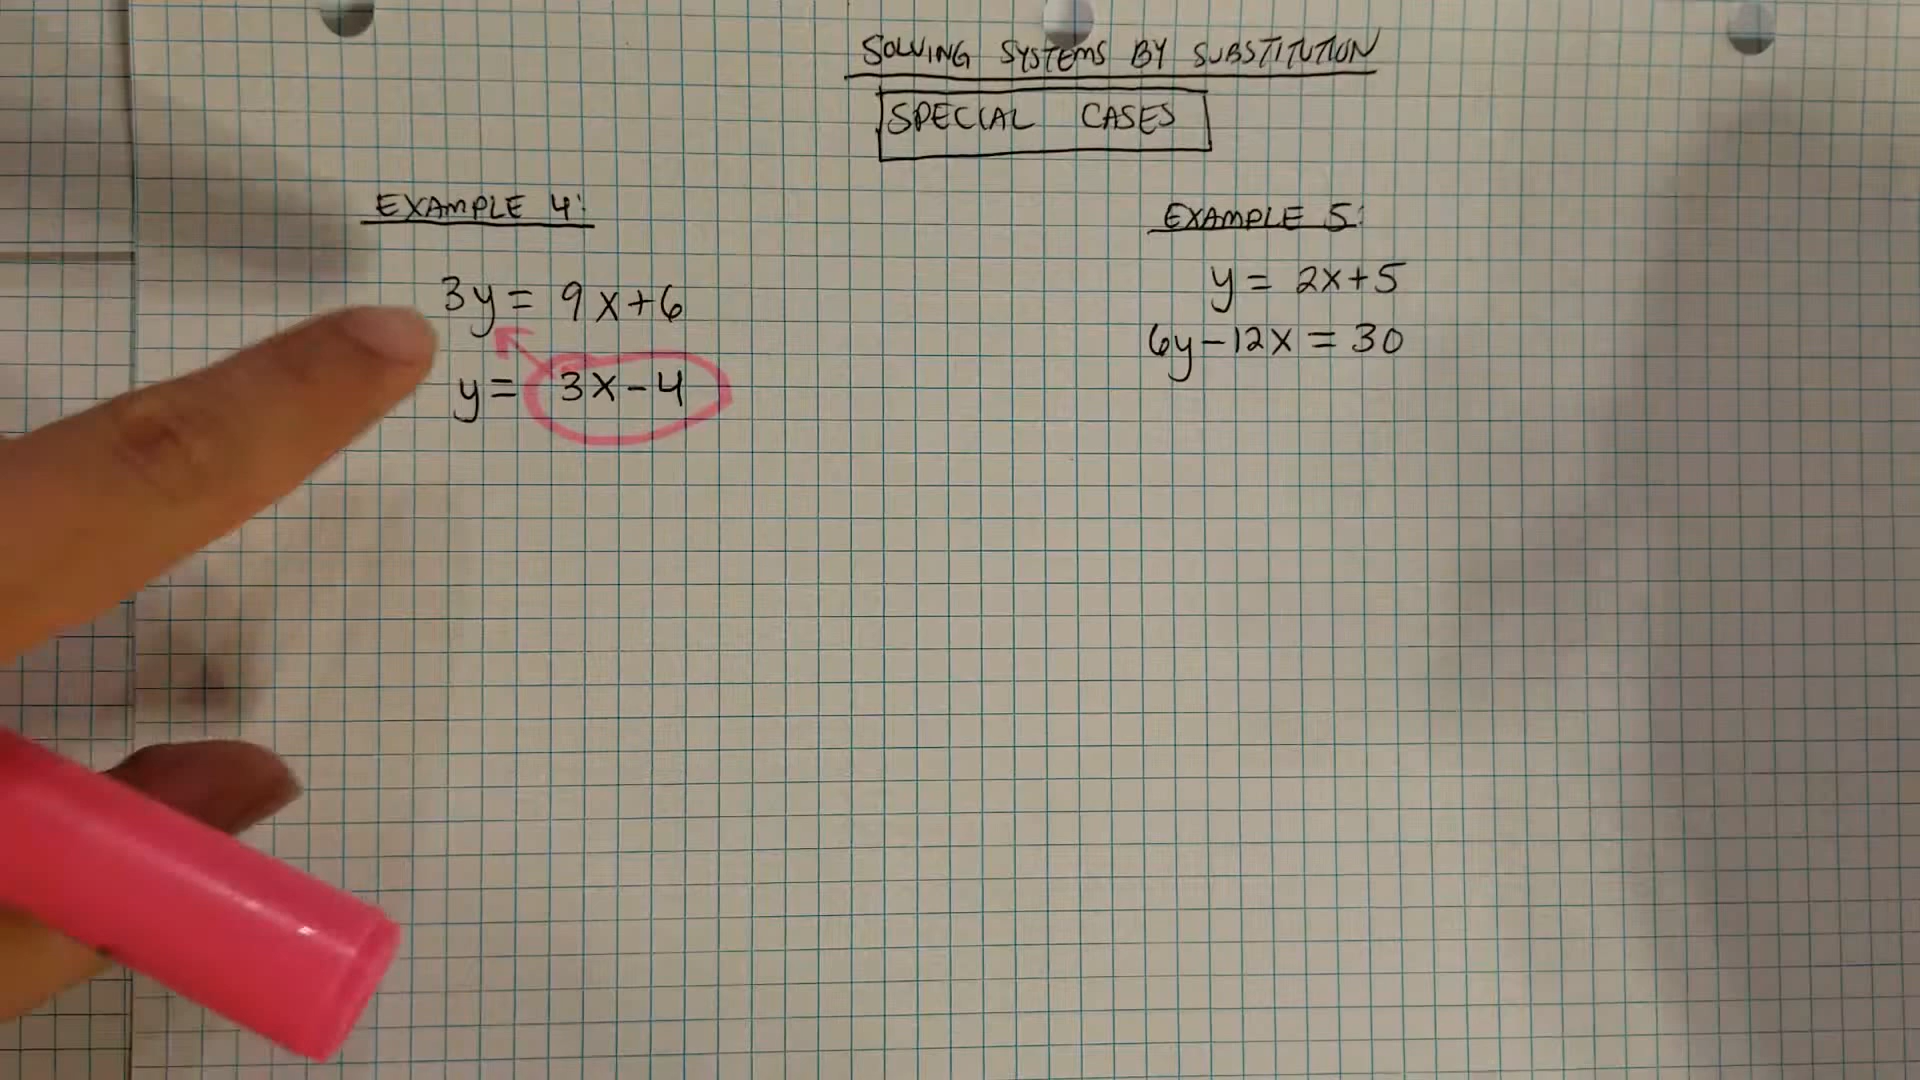 SOLVING SYSTEMS BY SUBSTITUTION
SPECIAL CASES
EXAMPLE 4:
3y = 9x+6
y = 3x-4
EXAMPLE 5:
y = 2x+5
6y-12x = 30